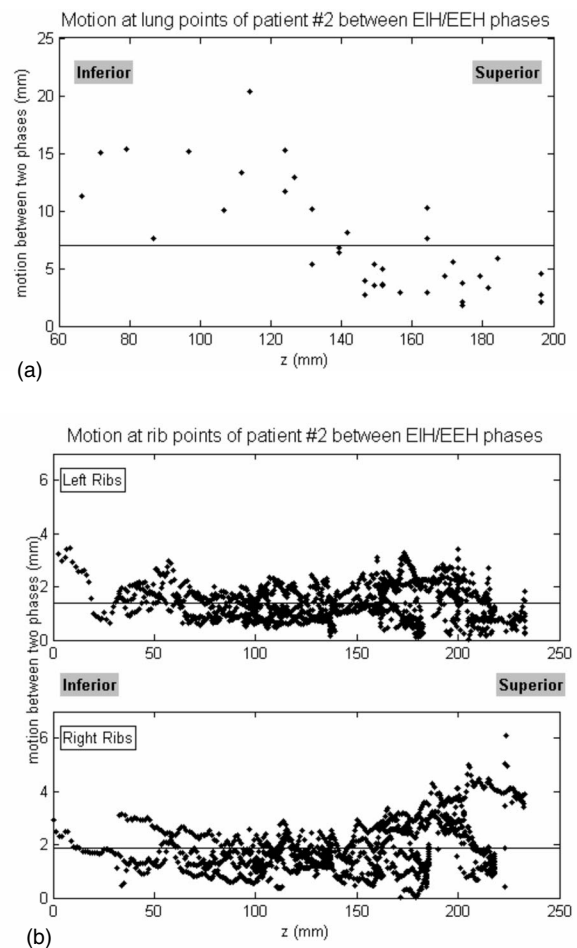 Motion at lung points of patient #2 between EIH/EEH phases
motion between two phases (mm)
25
20
15
10
5
0
Inferior
Superior
60 80 100 120 140 160 180 200
z (mm)
(a)
Motion at rib points of patient #2 between EIH/EEH phases
motion between two phases (mm)
Left Ribs
6
4
2
0
0 50 100 150 200 250
Inferior
Superior
Right Ribs
6
4
2
0
0 50 100 150 200 250
z (mm)
(b)